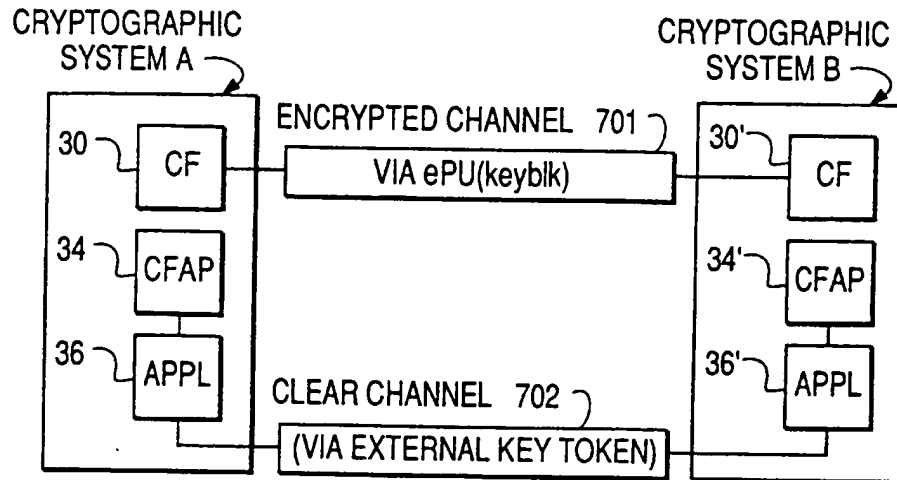 CRYPTOGRAPHIC
SYSTEM A
CRYPTOGRAPHIC
SYSTEM B
ENCRYPTED CHANNEL 701
30
CF
VIA ePU(keyblk)
30'
CF
34
CFAP
34'
CFAP
36
APPL
36'
APPL
CLEAR CHANNEL 702
(VIA EXTERNAL KEY TOKEN)